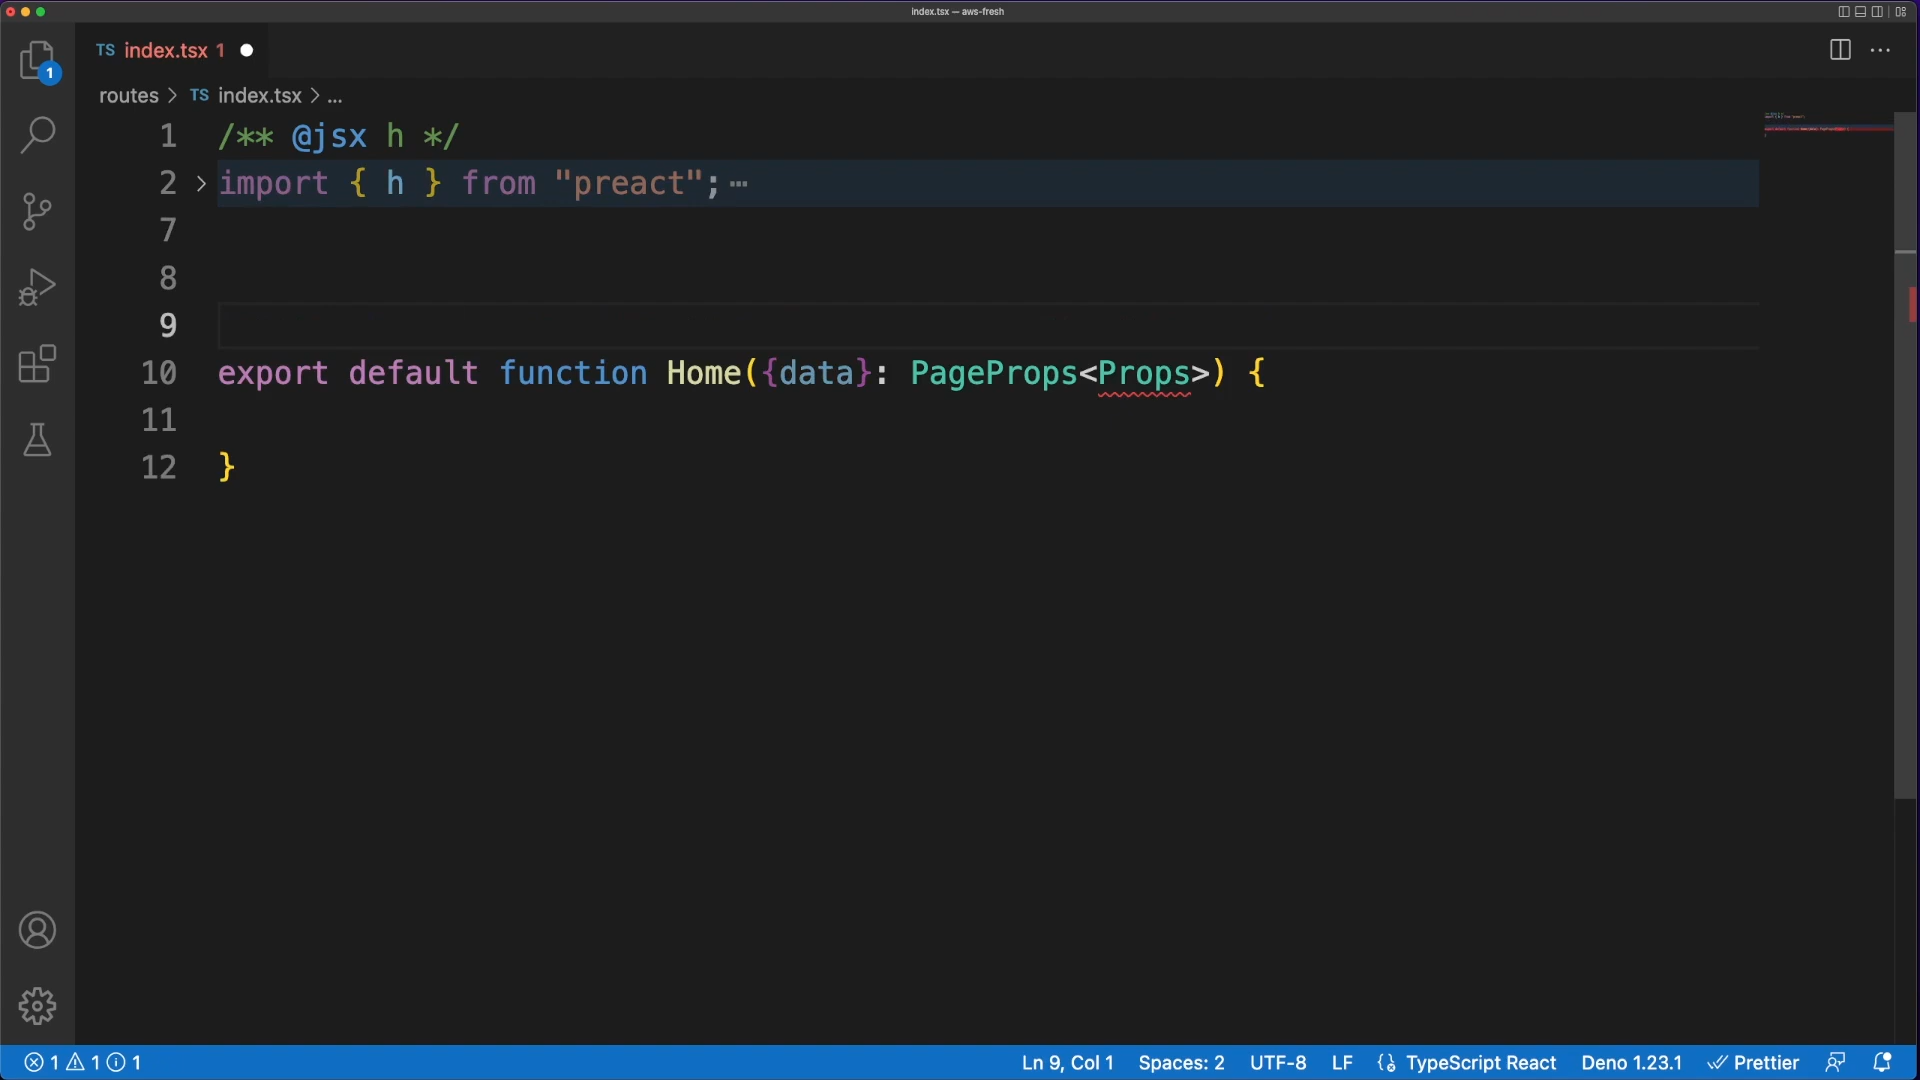 index.tsx — aws-fresh
TS index.tsx 1
routes > TS index.tsx > ...
1 /** @jsx h */
2 import { h } from "preact";
7
8
9
10 export default function Home({data}: PageProps<Props>) {
11
12 }
1
1 1 1 Ln 9, Col 1 Spaces: 2 UTF-8 LF TypeScript React Deno 1.23.1 Prettier